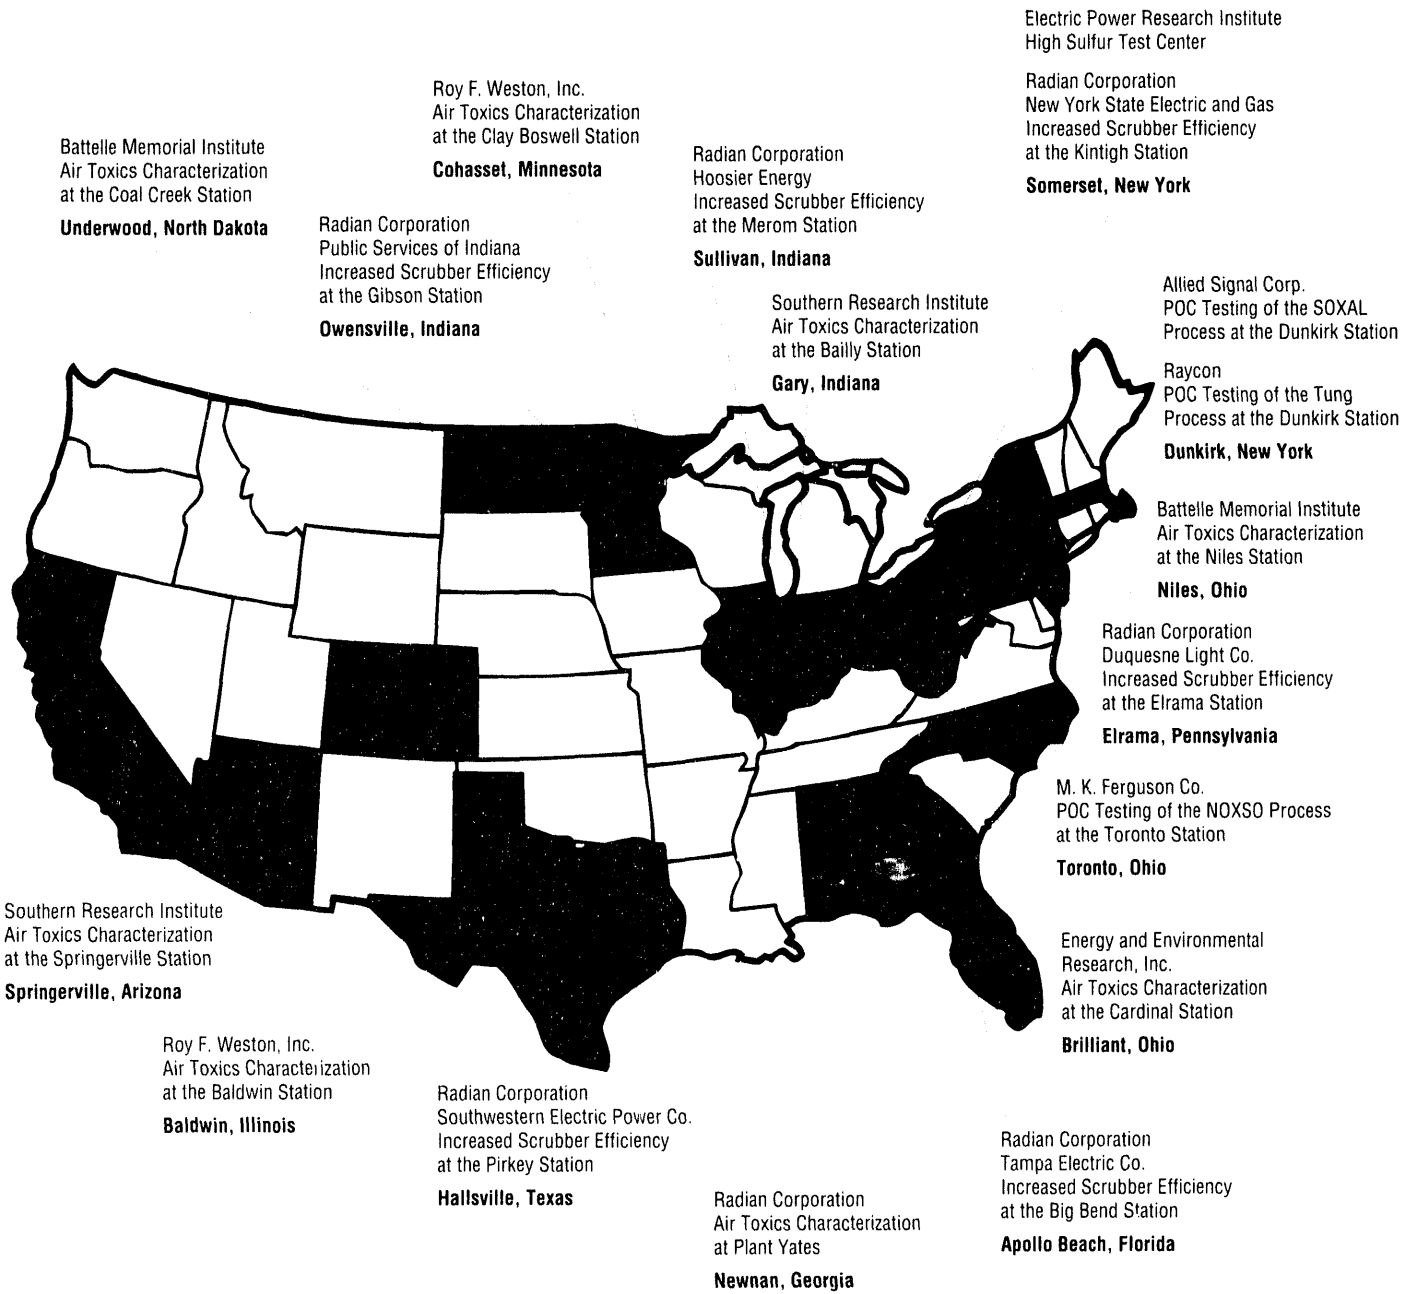 Electric Power Research Institute
High Sulfur Test Center
Radian Corporation
New York State Electric and Gas
Increased Scrubber Efficiency
at the Kintigh Station
Somerset, New York
Roy F. Weston, Inc.
Air Toxics Characterization
at the Clay Boswell Station
Cohasset, Minnesota
Battelle Memorial Institute
Air Toxics Characterization
at the Coal Creek Station
Underwood, North Dakota
Radian Corporation
Hoosier Energy
Increased Scrubber Efficiency
at the Merom Station
Sullivan, Indiana
Radian Corporation
Public Services of Indiana
Increased Scrubber Efficiency
at the Gibson Station
Owensville, Indiana
Southern Research Institute
Air Toxics Characterization
at the Bailly Station
Gary, Indiana
Allied Signal Corp.
POC Testing of the SOXAL
Process at the Dunkirk Station
Raycon
POC Testing of the Tung
Process at the Dunkirk Station
Dunkirk, New York
Battelle Memorial Institute
Air Toxics Characterization
at the Niles Station
Niles, Ohio
Radian Corporation
Duquesne Light Co.
Increased Scrubber Efficiency
at the Elrama Station
Elrama, Pennsylvania
M. K. Ferguson Co.
POC Testing of the NOXSO Process
at the Toronto Station
Toronto, Ohio
Southern Research Institute
Air Toxics Characterization
at the Springerville Station
Springerville, Arizona
Energy and Environmental
Research, Inc.
Air Toxics Characterization
at the Cardinal Station
Brilliant, Ohio
Roy F. Weston, Inc.
Air Toxics Characterization
at the Baldwin Station
Baldwin, Illinois
Radian Corporation
Southwestern Electric Power Co.
Increased Scrubber Efficiency
at the Pirkey Station
Hallsville, Texas
Radian Corporation
Air Toxics Characterization
at Plant Yates
Newnan, Georgia
Radian Corporation
Tampa Electric Co.
Increased Scrubber Efficiency
at the Big Bend Station
Apollo Beach, Florida